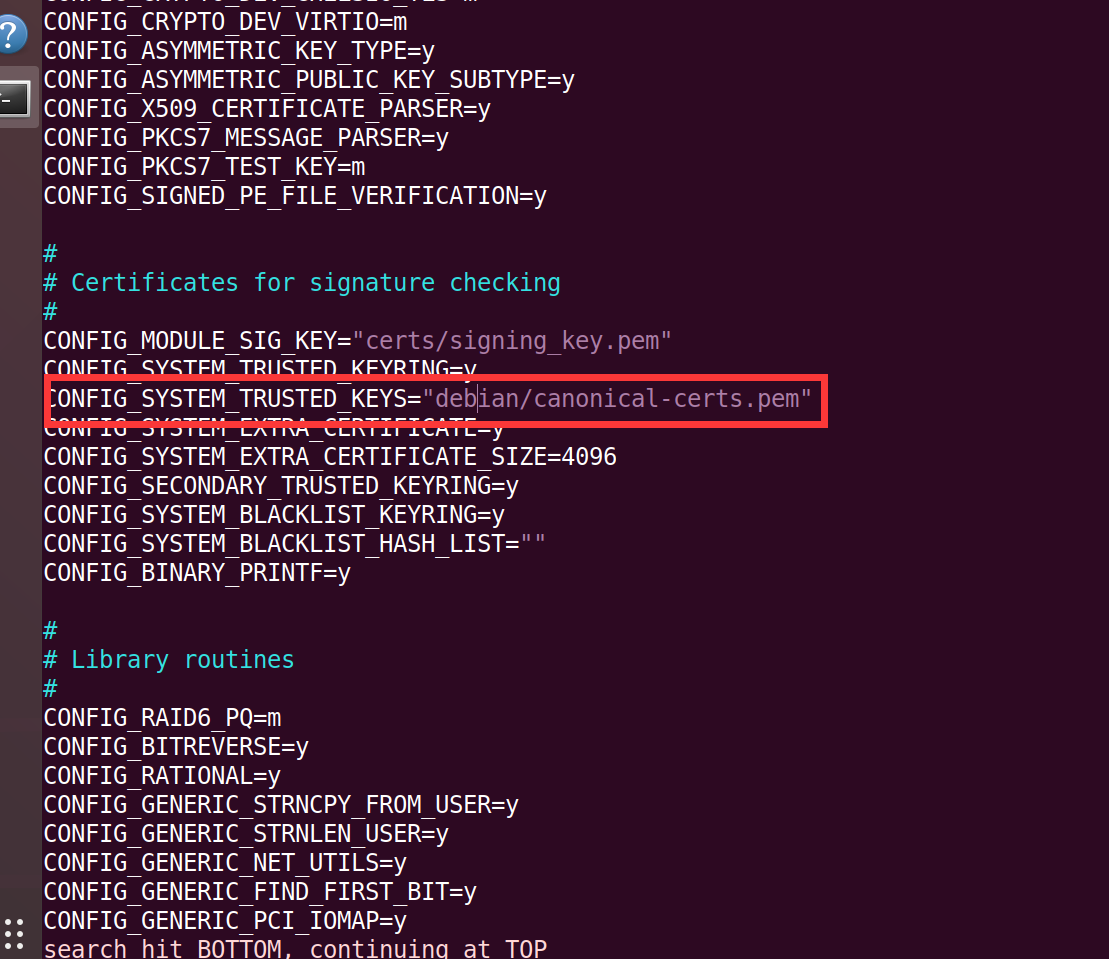 CONFIG_CRYPTO_DEV_VIRTIO=m
CONFIG_ASYMMETRIC_KEY_TYPE=y
CONFIG_ASYMMETRIC_PUBLIC_KEY_SUBTYPE=y
CONFIG_X509_CERTIFICATE_PARSER=y
CONFIG_PKCS7_MESSAGE_PARSER=y
CONFIG_PKCS7_TEST_KEY=m
CONFIG_SIGNED_PE_FILE_VERIFICATION=y
#
# Certificates for signature checking
#
CONFIG_MODULE_SIG_KEY="certs/signing_key.pem"
CONFIG_SYSTEM_TRUSTED_KEYRING=y
CONFIG_SYSTEM_TRUSTED_KEYS="debian/canonical-certs.pem"
CONFIG_SYSTEM_EXTRA_CERTIFICATE=y
CONFIG_SYSTEM_EXTRA_CERTIFICATE_SIZE=4096
CONFIG_SECONDARY_TRUSTED_KEYRING=y
CONFIG_SYSTEM_BLACKLIST_KEYRING=y
CONFIG_SYSTEM_BLACKLIST_HASH_LIST=""
CONFIG_BINARY_PRINTF=y
#
# Library routines
#
CONFIG_RAID6_PQ=m
CONFIG_BITREVERSE=y
CONFIG_RATIONAL=y
CONFIG_GENERIC_STRNCPY_FROM_USER=y
CONFIG_GENERIC_STRNLEN_USER=y
CONFIG_GENERIC_NET_UTILS=y
CONFIG_GENERIC_FIND_FIRST_BIT=y
CONFIG_GENERIC_PCI_IOMAP=y
search hit BOTTOM, continuing at TOP